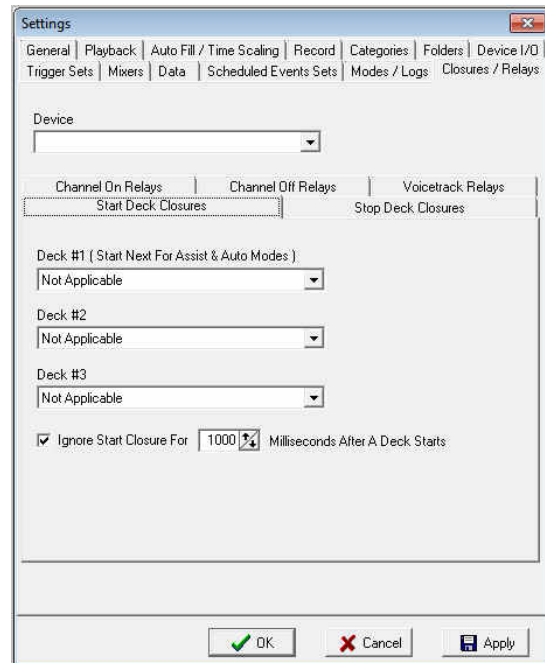 Settings
General Playback Auto Fill / Time Scaling Record Categories Folders Device I/O
Trigger Sets Mixers Data Scheduled Events Sets Modes / Logs Closures / Relays
Device
Channel On Relays Channel Off Relays Voicetrack Relays
Start Deck Closures Stop Deck Closures
Deck #1 ( Start Next For Assist & Auto Modes )
Not Applicable
Deck #2
Not Applicable
Deck #3
Not Applicable
Ignore Start Closure For 1000 Milliseconds After A Deck Starts
OK Cancel Apply